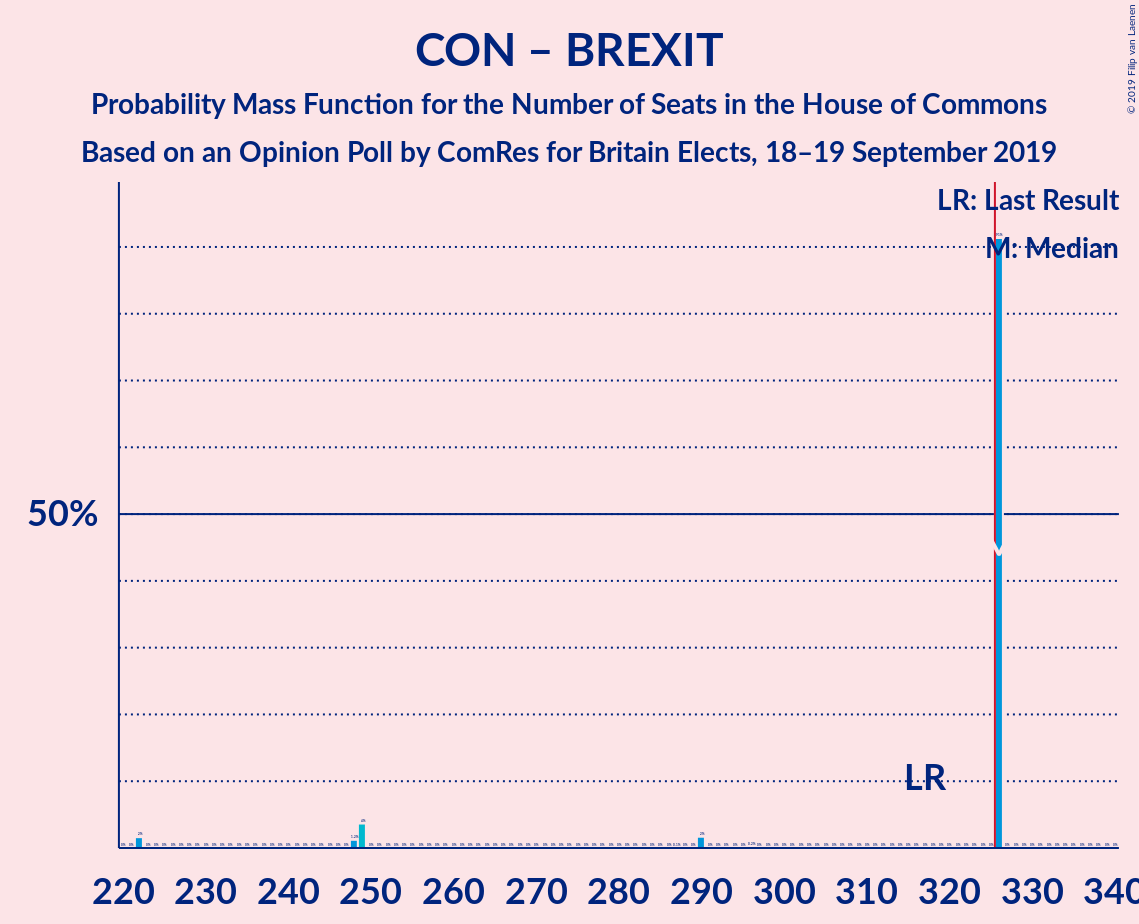 CON – BREXIT
Probability Mass Function for the Number of Seats in the House of Commons
Based on an Opinion Poll by ComRes for Britain Elects, 18–19 September 2019
© 2019 Filip van Laenen
LR: Last Result
M: Median
50%
LR
220 230 240 250 260 270 280 290 300 310 320 330 340